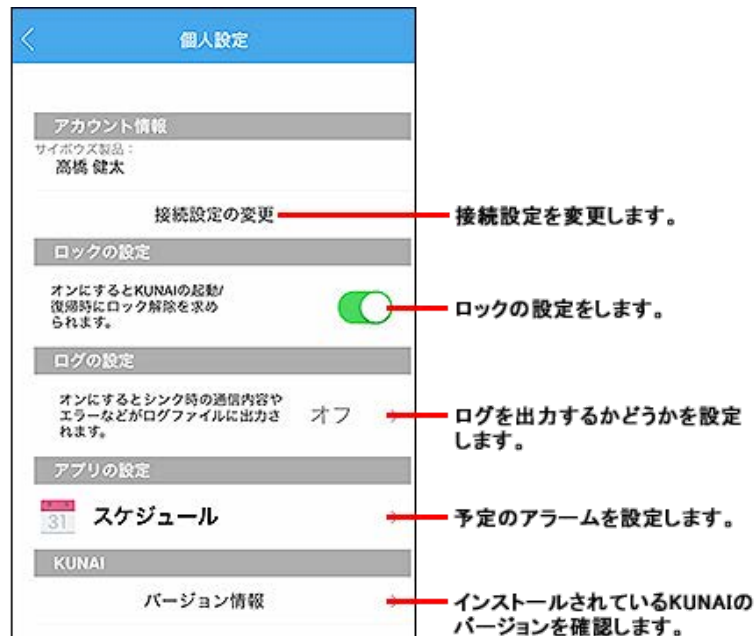 個人設定
アカウント情報
サイボウズ製品：
高橋 健太
接続設定の変更
接続設定を変更します。
ロックの設定
オンにするとKUNAIの起動/
復帰時にロック解除を求め
られます。
ロックの設定をします。
ログの設定
オンにするとシンク時の通信内容や
エラーなどがログファイルに出力さ
れます。
オフ
ログを出力するかどうかを設定
します。
アプリの設定
31
スケジュール
予定のアラームを設定します。
KUNAI
バージョン情報
インストールされているKUNAIの
バージョンを確認します。